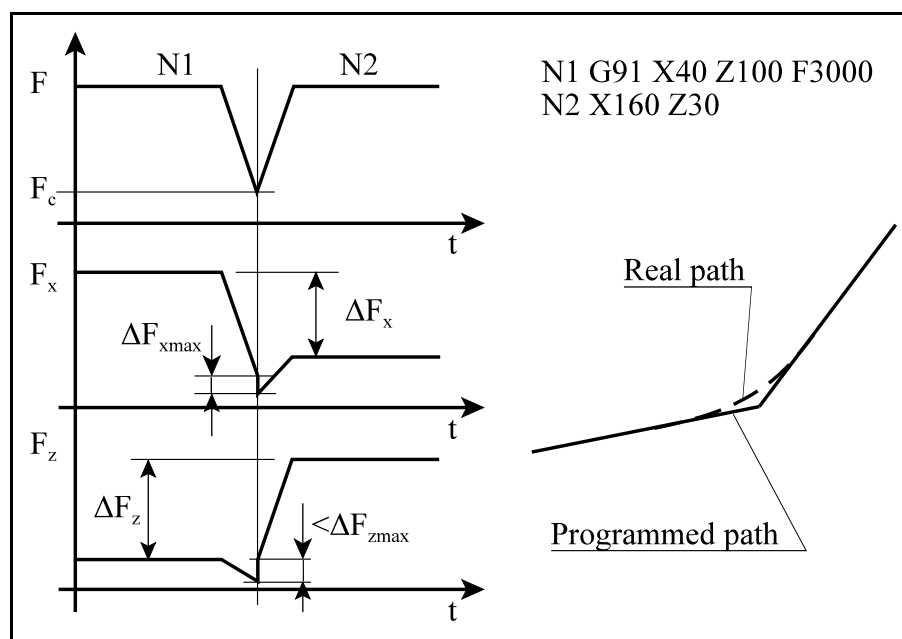 N1 N2
F
F_c
t
N1 G91 X40 Z100 F3000
N2 X160 Z30
F_x
ΔF_x
ΔF_xmax
t
F_z
ΔF_z
<ΔF_zmax
t
Real path
Programmed path